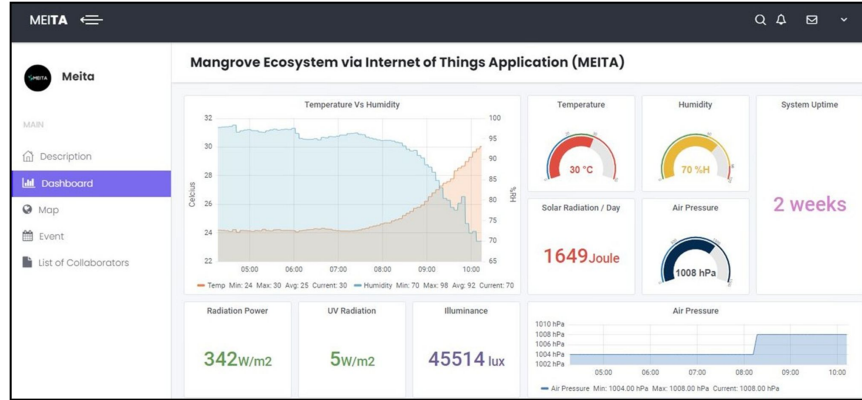 MEITA
Meita
MAIN
Description
Dashboard
Map
Event
List of Collaborators
Mangrove Ecosystem via Internet of Things Application (MEITA)
Temperature Vs Humidity
32
30
28
26
24
22
Celcius
100
95
90
85
80
75
70
65
%RH
05:00 06:00 07:00 08:00 09:00 10:00
Temp Min: 24 Max: 30 Avg: 25 Current: 30 Humidity Min: 70 Max: 98 Avg: 92 Current: 70
Temperature
30 °C
Humidity
70 %H
System Uptime
2 weeks
Solar Radiation / Day
1649 Joule
Air Pressure
1008 hPa
Radiation Power
342 W/m2
UV Radiation
5 W/m2
Illuminance
45514 lux
Air Pressure
1010 hPa
1008 hPa
1006 hPa
1004 hPa
1002 hPa
05:00 06:00 07:00 08:00 09:00 10:00
Air Pressure Min: 1004.00 hPa Max: 1008.00 hPa Current: 1008.00 hPa